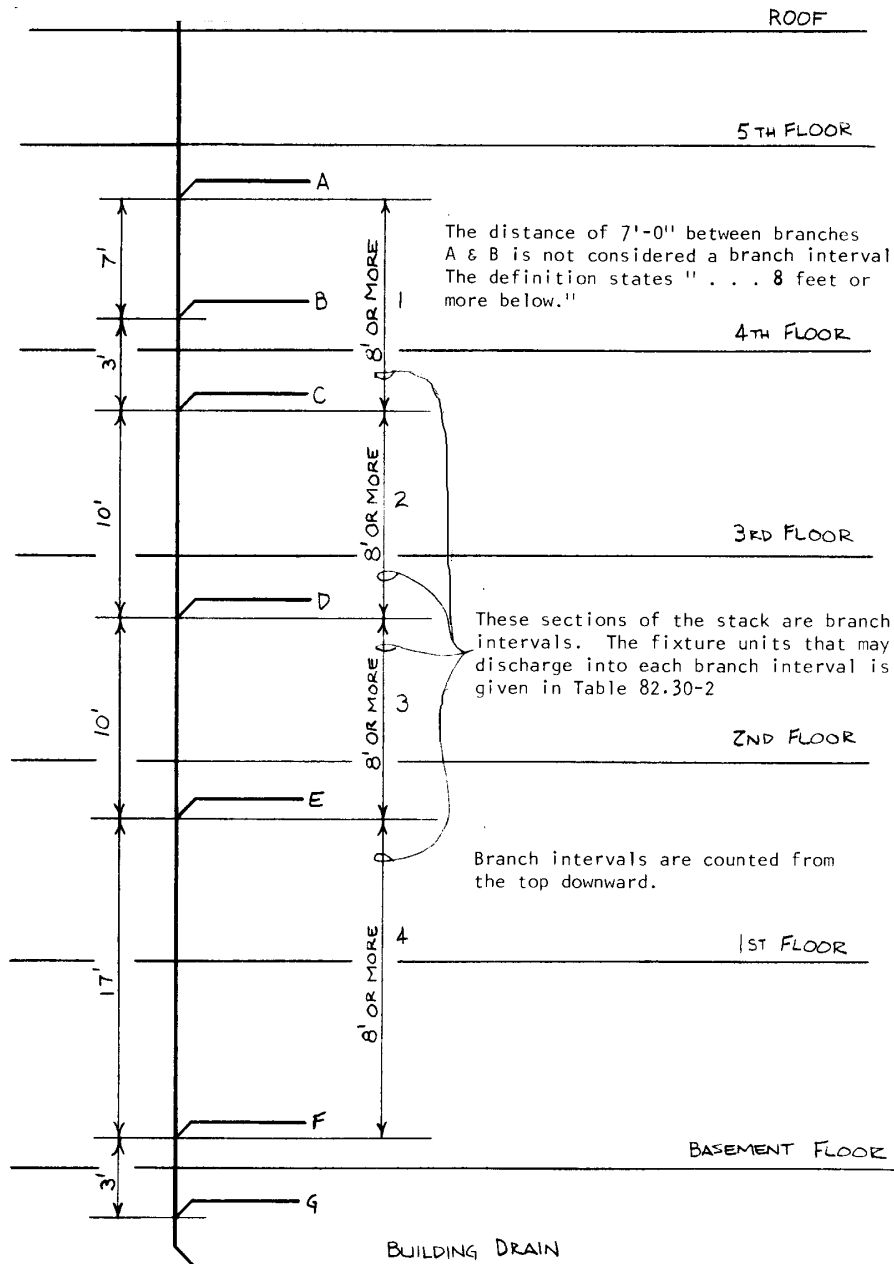 ROOF
5TH FLOOR
A
The distance of 7'-0" between branches
A & B is not considered a branch interval
The definition states " . . . 8 feet or
more below."
7'
8' OR MORE
1
B
4TH FLOOR
3'
C
10'
8' OR MORE
2
3RD FLOOR
D
These sections of the stack are branch
intervals. The fixture units that may
discharge into each branch interval is
given in Table 82.30-2
10'
8' OR MORE
3
2ND FLOOR
E
Branch intervals are counted from
the top downward.
17'
8' OR MORE
4
1ST FLOOR
F
BASEMENT FLOOR
3'
G
BUILDING DRAIN